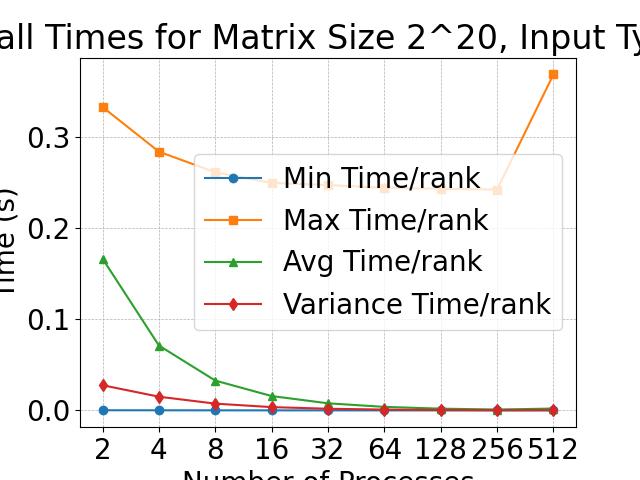 all Times for Matrix Size 2^20, Input Ty
Time (s)
0.3
0.2
0.1
0.0
Min Time/rank
Max Time/rank
Avg Time/rank
Variance Time/rank
2 4 8 16 32 64 128 256 512
Number of Processes